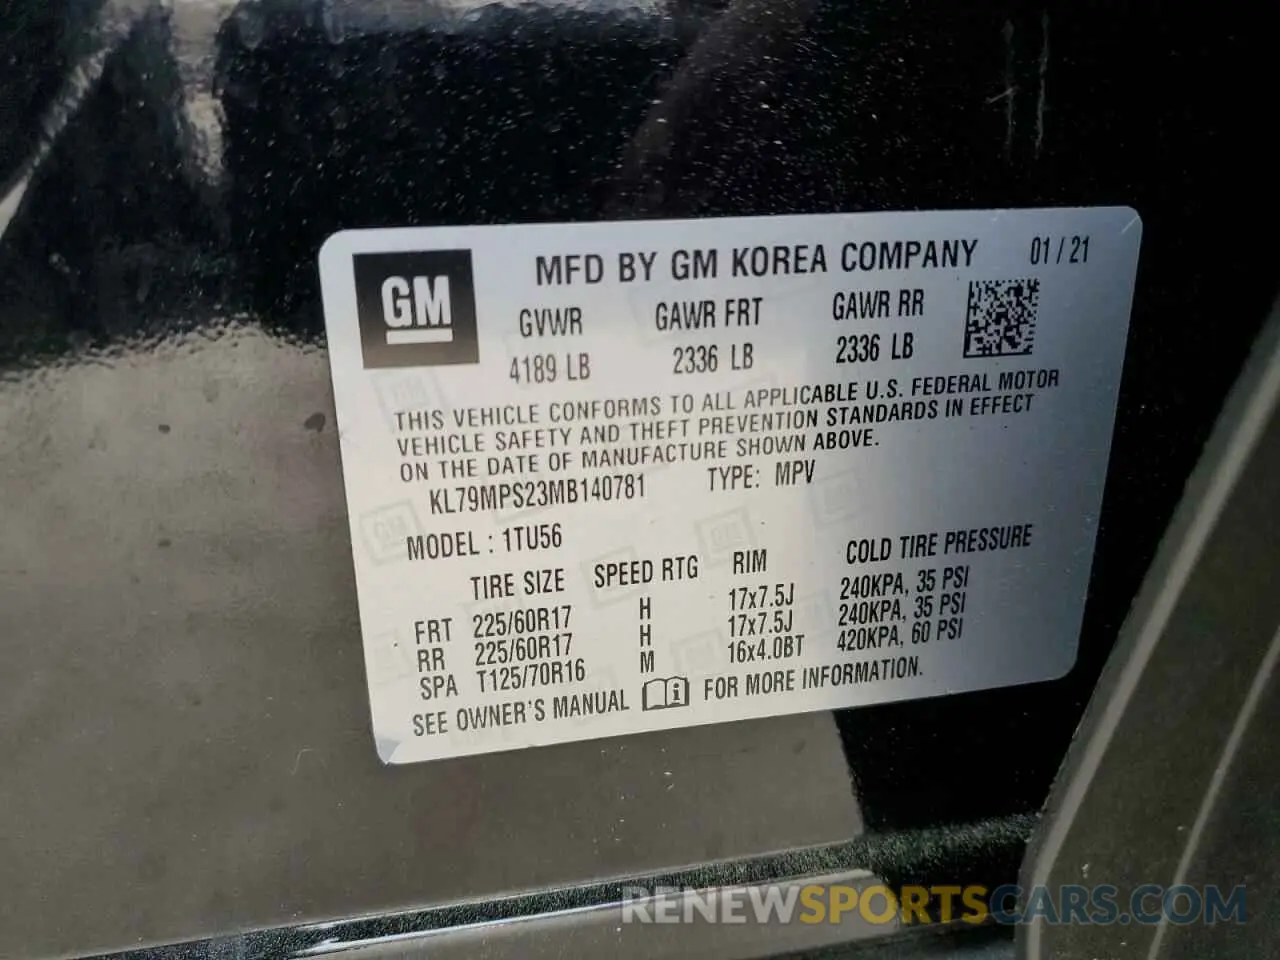 GM
MFD BY GM KOREA COMPANY 01 / 21
GVWR GAWR FRT GAWR RR
4189 LB 2336 LB 2336 LB
THIS VEHICLE CONFORMS TO ALL APPLICABLE U.S. FEDERAL MOTOR
VEHICLE SAFETY AND THEFT PREVENTION STANDARDS IN EFFECT
ON THE DATE OF MANUFACTURE SHOWN ABOVE.
KL79MPS23MB140781 TYPE: MPV
MODEL : 1TU56
TIRE SIZE SPEED RTG RIM COLD TIRE PRESSURE
FRT 225/60R17 H 17x7.5J 240KPA, 35 PSI
RR 225/60R17 H 17x7.5J 240KPA, 35 PSI
SPA T125/70R16 M 16x4.0BT 420KPA, 60 PSI
SEE OWNER'S MANUAL FOR MORE INFORMATION.
RENEWSPORTSCARS.COM